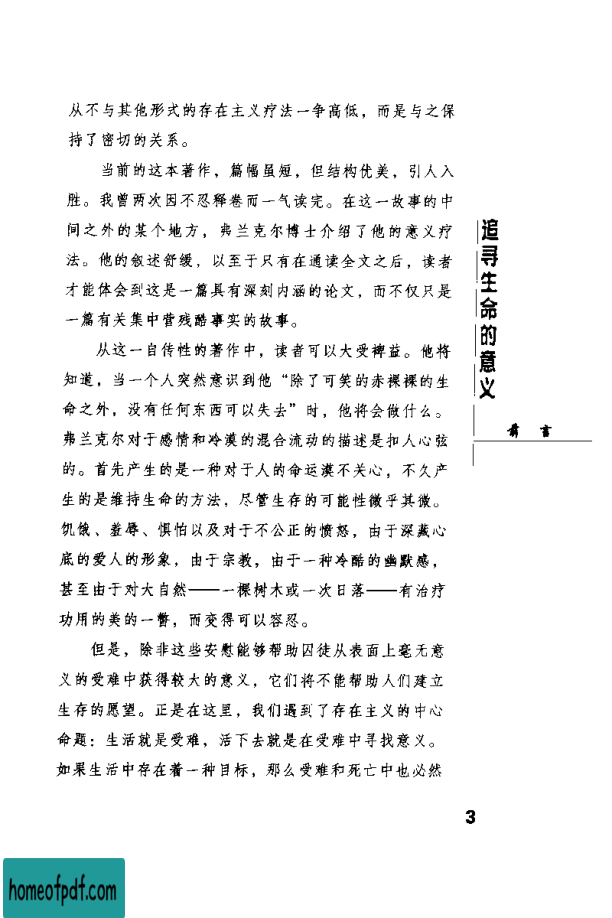 从不与其他形式的存在主义疗法一争高低，而是与之保
持了密切的关系。
当前的这本著作，篇幅虽短，但结构优美，引人入
胜。我曾两次因不忍释卷而一气读完。在这一故事的中
间之外的某个地方，弗兰克尔博士介绍了他的意义疗
法。他的叙述舒缓，以至于只有在通读全文之后，读者
才能体会到这是一篇具有深刻内涵的论文，而不仅只是
一篇有关集中营残酷事实的故事。
从这一自传性的著作中，读者可以大受裨益。他将
知道，当一个人突然意识到他“除了可笑的赤裸裸的生
命之外，没有任何东西可以失去”时，他将会做什么。
弗兰克尔对于感情和冷漠的混合流动的描述是扣人心弦
的。首先产生的是一种对于人的命运漠不关心，不久产
生的是维持生命的方法，尽管生存的可能性微乎其微。
饥饿、羞辱、惧怕以及对于不公正的愤怒，由于深藏心
底的爱人的形象，由于宗教，由于一种冷酷的幽默感，
甚至由于对大自然——一棵树木或一次日落——有治疗
功用的美的一瞥，而变得可以容忍。
但是，除非这些安慰能够帮助囚徒从表面上毫无意
义的受难中获得较大的意义，它们将不能帮助人们建立
生存的愿望。正是在这里，我们遇到了存在主义的中心
命题：生活就是受难，活下去就是在受难中寻找意义。
如果生活中存在着一种目标，那么受难和死亡中也必然
追寻生命的意义
前言
3
homeofpdf.com